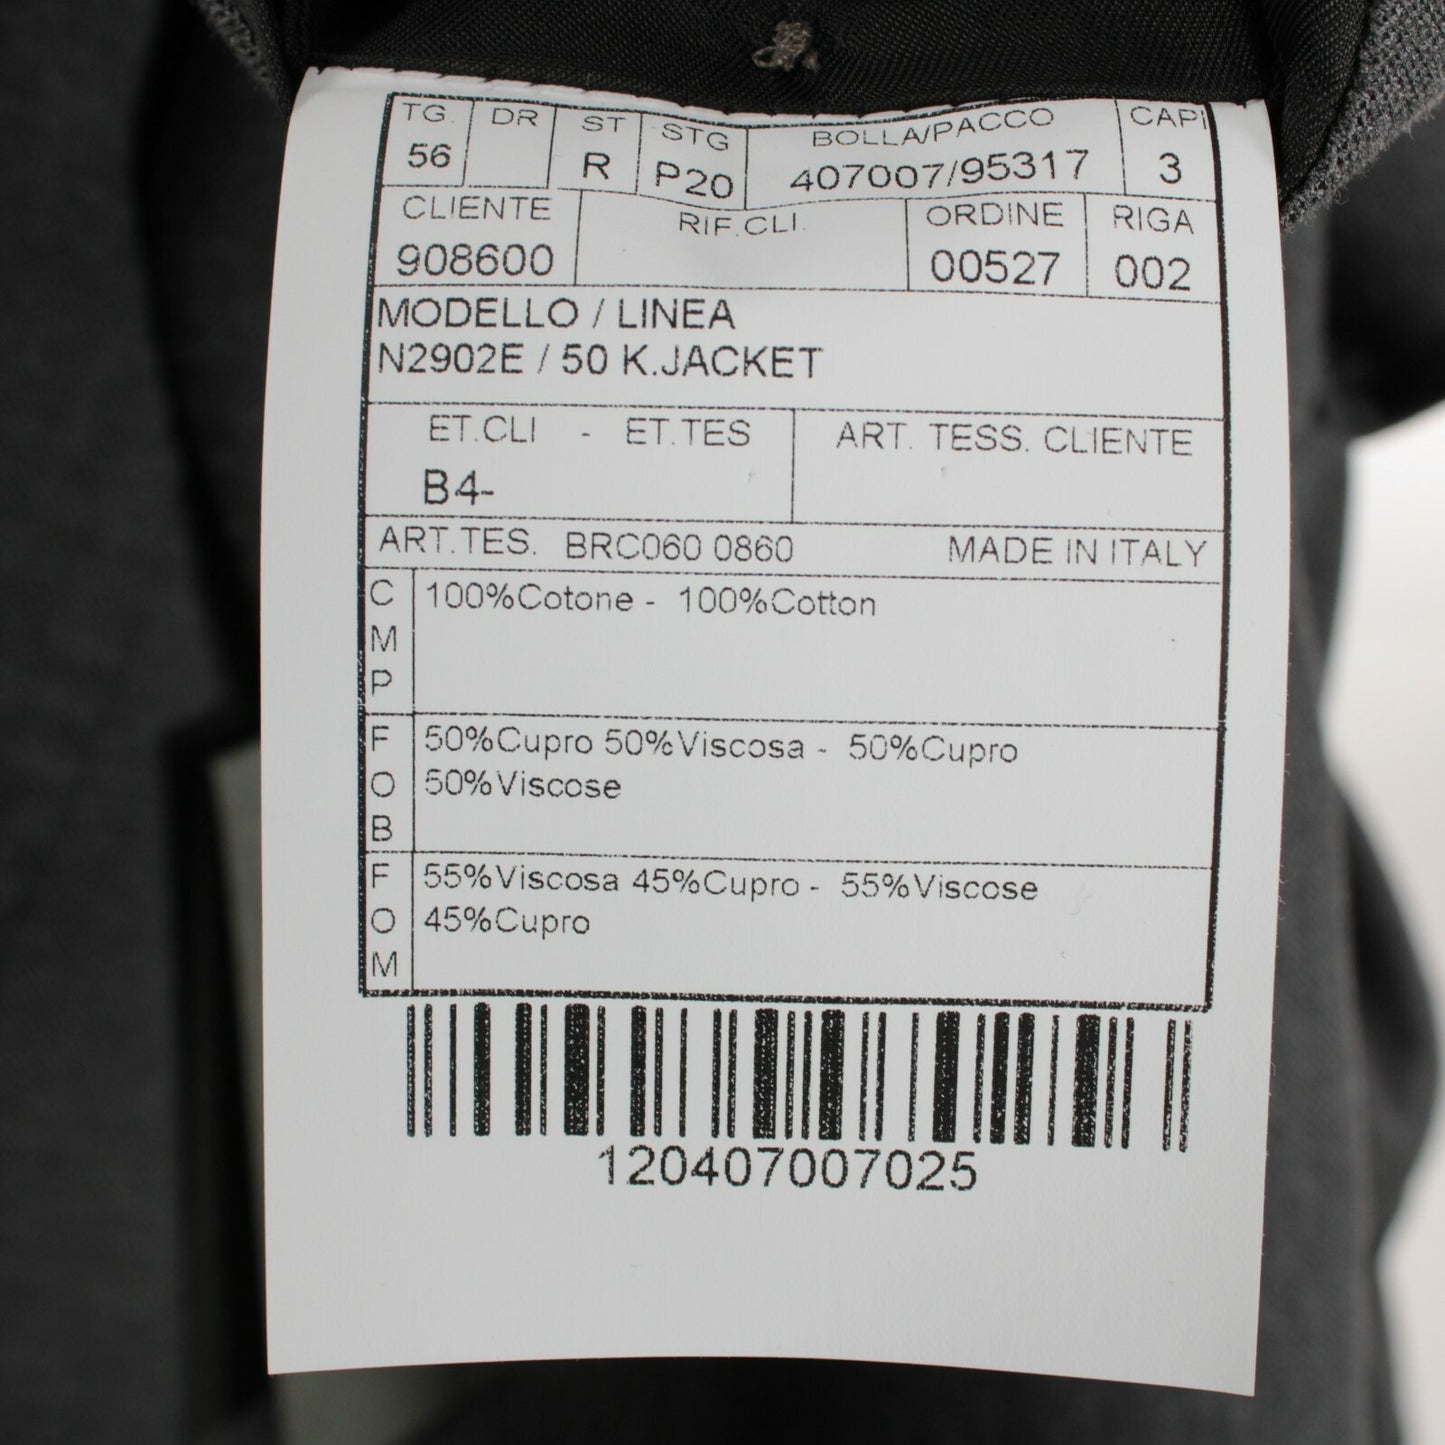 TG. DR ST STG BOLLA/PACCO CAPI
56 R P20 407007/95317 3
CLIENTE RIF.CLI. ORDINE RIGA
908600 00527 002
MODELLO / LINEA
N2902E / 50 K.JACKET
ET.CLI - ET.TES ART. TESS. CLIENTE
B4-
ART.TES. BRC060 0860 MADE IN ITALY
CMP 100%Cotone - 100%Cotton
FOB 50%Cupro 50%Viscosa - 50%Cupro
50%Viscose
FOM 55%Viscosa 45%Cupro - 55%Viscose
45%Cupro
120407007025